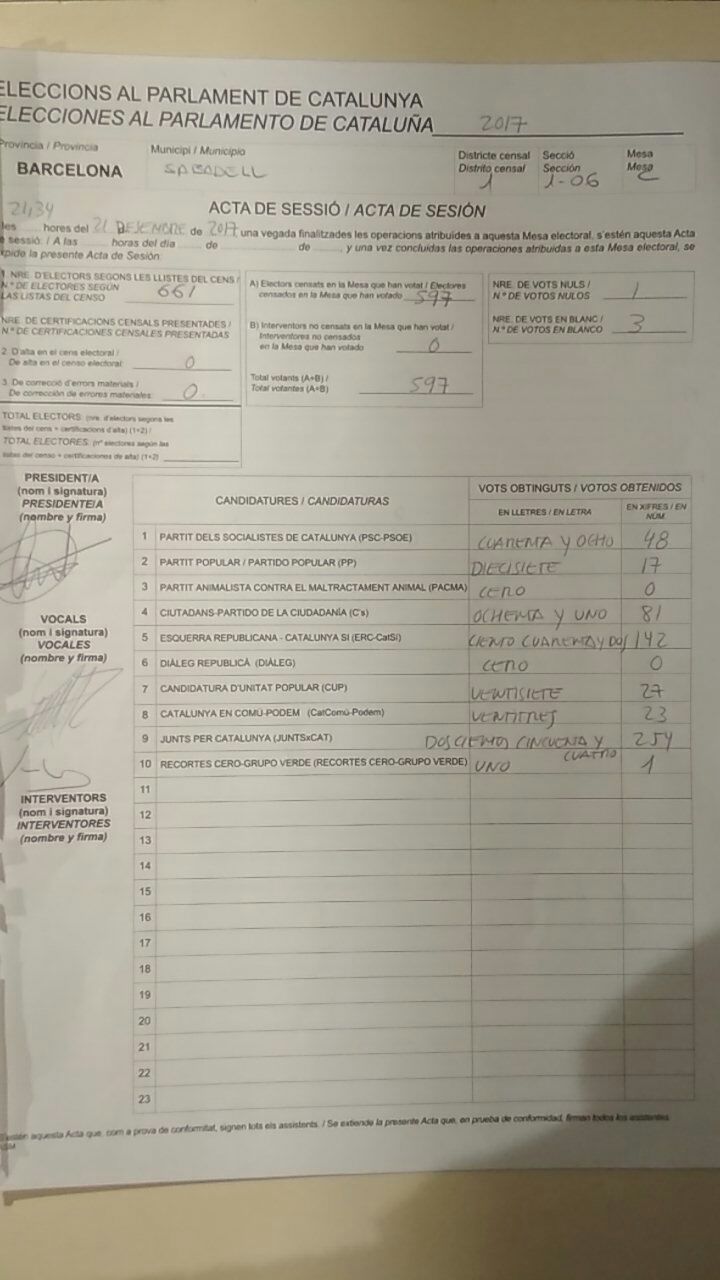 ELECCIONS AL PARLAMENT DE CATALUNYA
ELECCIONES AL PARLAMENTO DE CATALUÑA 2017
Provincia / Provincia
BARCELONA
Municipi / Municipio
SABADELL
Districte censal
Distrito censal
1
Secció
Sección
1-06
Mesa
Mesa
C
ACTA DE SESSIÓ / ACTA DE SESIÓN
21,34
les hores del 21 DESEMBRE de 2017, una vegada finalitzades les operacions atribuïdes a aquesta Mesa electoral, s'estén aquesta Acta
e sessió. / A las horas del día de de , y una vez concluidas las operaciones atribuidas a esta Mesa electoral, se
xpide la presente Acta de Sesión:
1. NRE. D'ELECTORS SEGONS LES LLISTES DEL CENS /
N.º DE ELECTORES SEGÚN
LAS LISTAS DEL CENSO 661
NRE. DE CERTIFICACIONS CENSALS PRESENTADES /
N.º DE CERTIFICACIONES CENSALES PRESENTADAS
2. D'alta en el cens electoral /
De alta en el censo electoral: 0
3. De correcció d'errors materials /
De corrección de errores materiales: 0
TOTAL ELECTORS: (nre. d'electors segons les
llistes del cens + certificacions d'alta) (1+2) /
TOTAL ELECTORES: (nº electores según las
listas del censo + certificaciones de alta) (1+2)
A) Electors censats en la Mesa que han votat / Electores
censados en la Mesa que han votado 597
B) Interventors no censats en la Mesa que han votat /
Interventores no censados
en la Mesa que han votado 0
Total votants (A+B) /
Total votantes (A+B) 597
NRE. DE VOTS NULS /
N.º DE VOTOS NULOS 1
NRE. DE VOTS EN BLANC /
N.º DE VOTOS EN BLANCO 3
PRESIDENT/A
(nom i signatura)
PRESIDENTE/A
(nombre y firma)
VOCALS
(nom i signatura)
VOCALES
(nombre y firma)
INTERVENTORS
(nom i signatura)
INTERVENTORES
(nombre y firma)
CANDIDATURES / CANDIDATURAS
VOTS OBTINGUTS / VOTOS OBTENIDOS
EN LLETRES / EN LETRA
EN XIFRES / EN NÚM.
1 PARTIT DELS SOCIALISTES DE CATALUNYA (PSC-PSOE) CUARENTA Y OCHO 48
2 PARTIT POPULAR / PARTIDO POPULAR (PP) DIECISIETE 17
3 PARTIT ANIMALISTA CONTRA EL MALTRACTAMENT ANIMAL (PACMA) CERO 0
4 CIUTADANS-PARTIDO DE LA CIUDADANÍA (C's) OCHENTA Y UNO 81
5 ESQUERRA REPUBLICANA - CATALUNYA SI (ERC-CatSí) CIENTO CUARENTA Y DOS 142
6 DIÀLEG REPUBLICÀ (DIÀLEG) CERO 0
7 CANDIDATURA D'UNITAT POPULAR (CUP) VENTISIETE 27
8 CATALUNYA EN COMÚ-PODEM (CatComú-Podem) VENTITRES 23
9 JUNTS PER CATALUNYA (JUNTSxCAT) DOSCIENTOS CINCUENTA Y CUATRO 254
10 RECORTES CERO-GRUPO VERDE (RECORTES CERO-GRUPO VERDE) UNO 1
11
12
13
14
15
16
17
18
19
20
21
22
23
S'estén aquesta Acta que, com a prova de conformitat, signen tots els assistents. / Se extiende la presente Acta que, en prueba de conformidad, firman todos los asistentes.